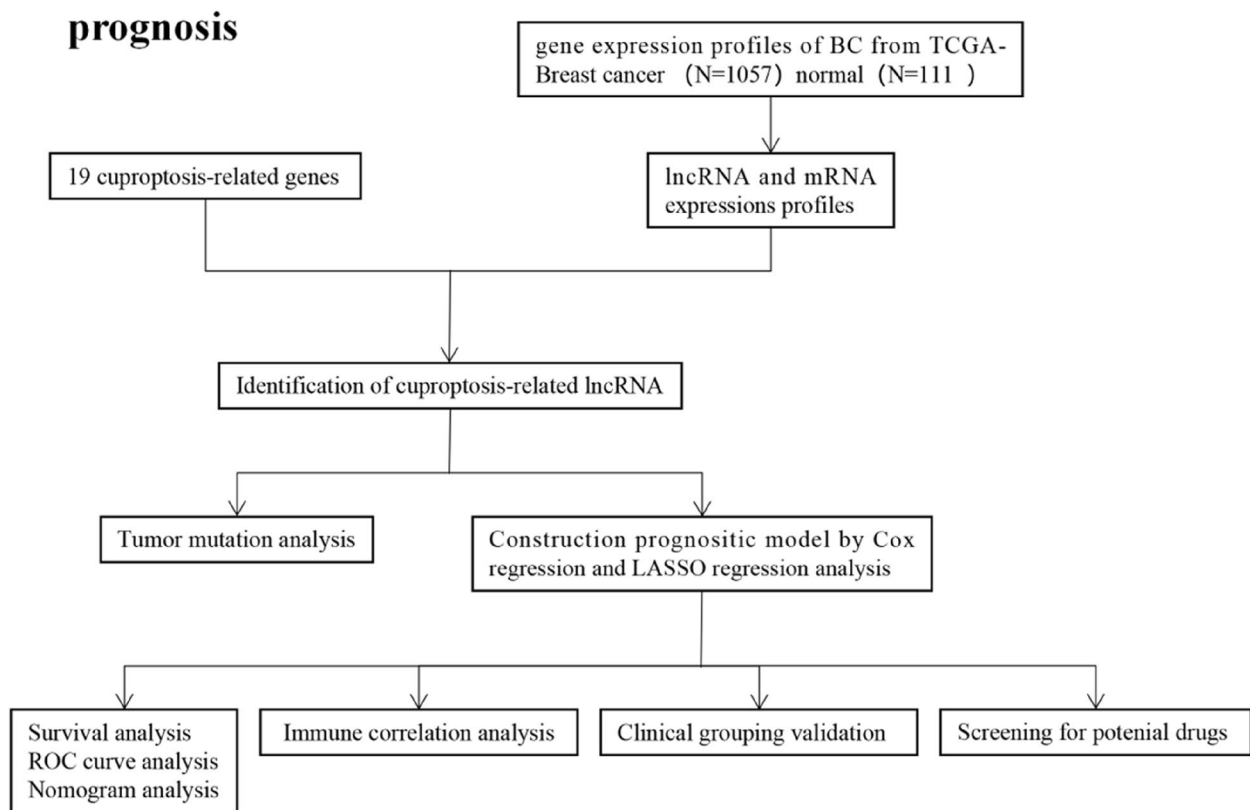 prognosis
gene expression profiles of BC from TCGA-
Breast cancer (N=1057) normal (N=111 )
19 cuproptosis-related genes
lncRNA and mRNA
expressions profiles
Identification of cuproptosis-related lncRNA
Tumor mutation analysis
Construction prognositic model by Cox
regression and LASSO regression analysis
Survival analysis
ROC curve analysis
Nomogram analysis
Immune correlation analysis
Clinical grouping validation
Screening for potenial drugs